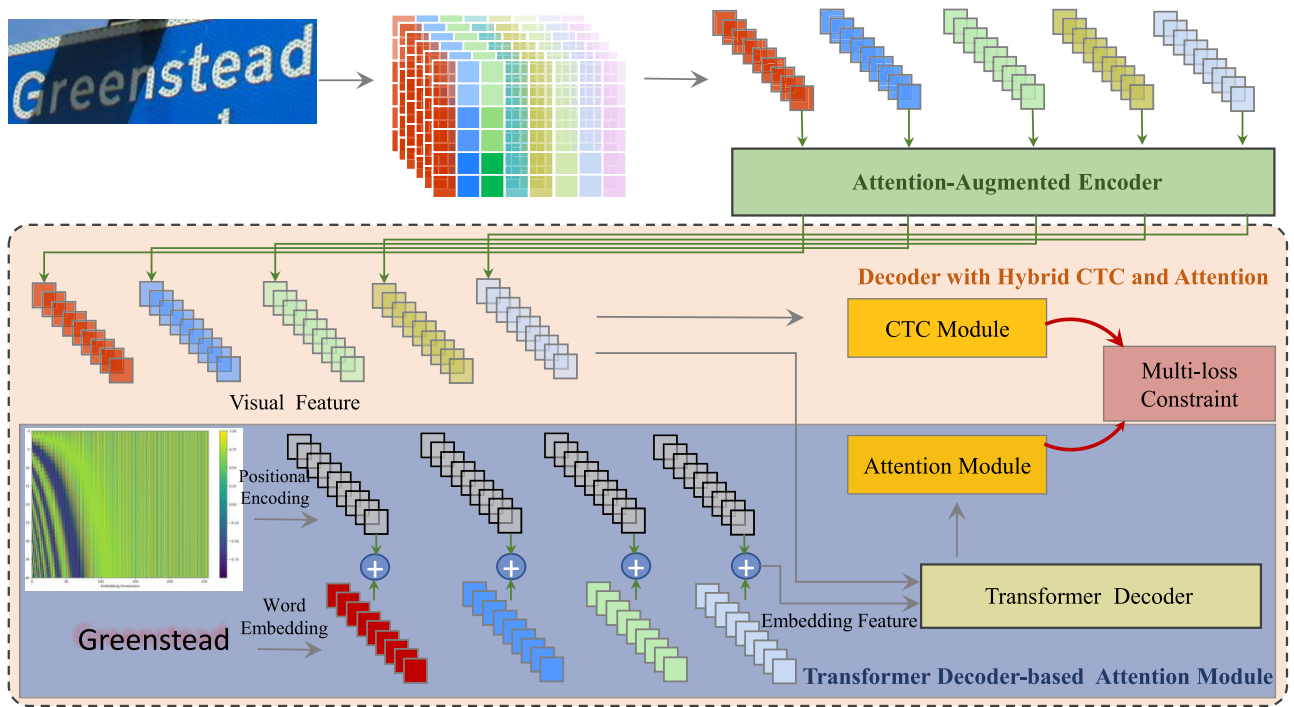 Greenstead
Attention-Augmented Encoder
Decoder with Hybrid CTC and Attention
CTC Module
Multi-loss
Constraint
Visual Feature
Positional
Encoding
Attention Module
Transformer Decoder
Word
Embedding
Greenstead
Embedding Feature
Transformer Decoder-based Attention Module